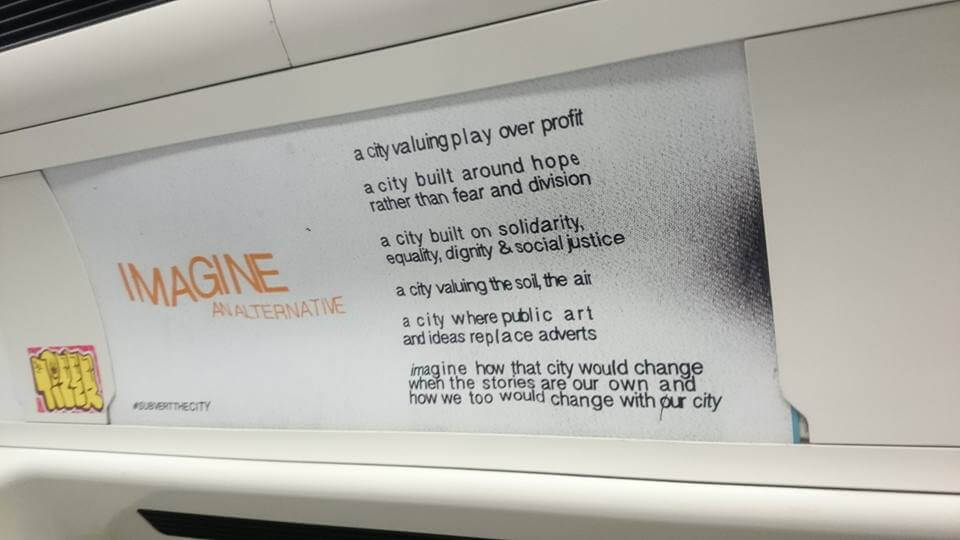 IMAGINE
AN ALTERNATIVE
#SUBVERTTHECITY
a city valuing play over profit
a city built around hope
rather than fear and division
a city built on solidarity,
equality, dignity & social justice
a city valuing the soil, the air
a city where public art
and ideas replace adverts
imagine how that city would change
when the stories are our own and
how we too would change with our city